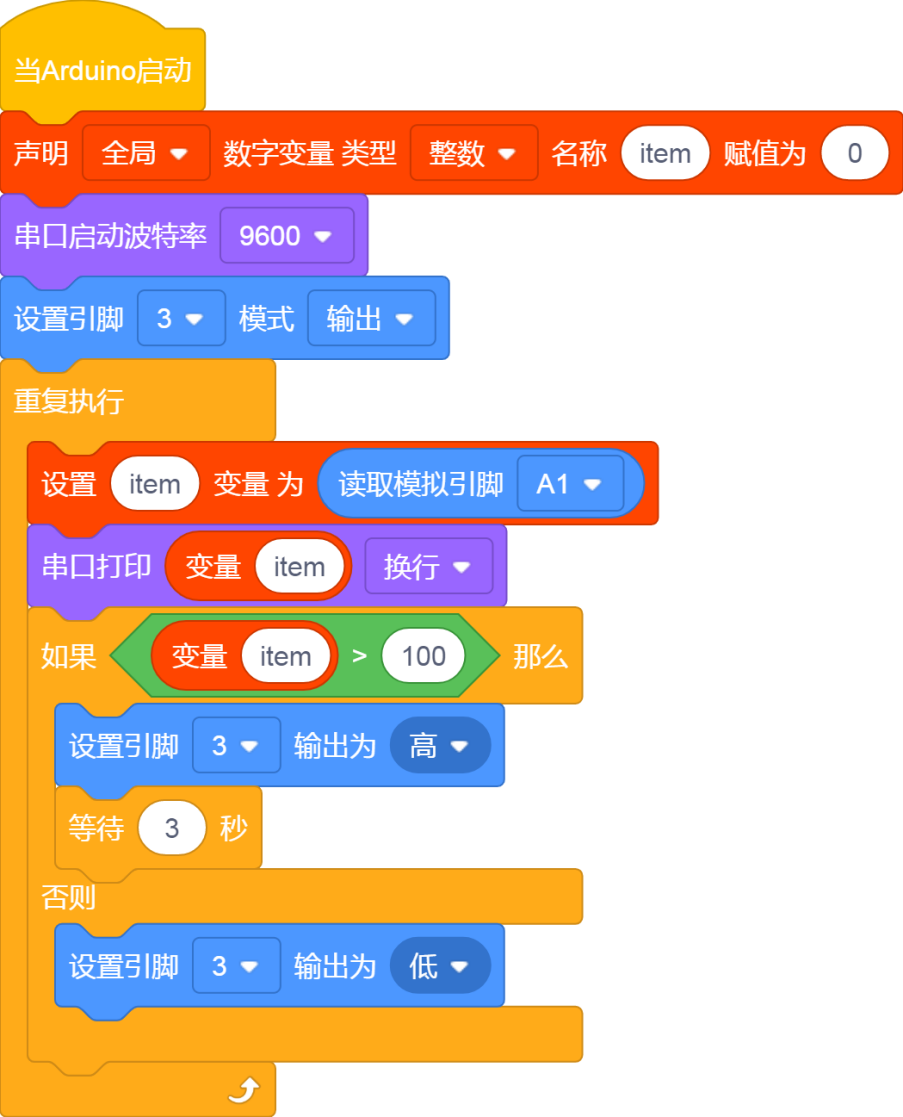 当Arduino启动
声明 全局 数字变量 类型 整数 名称 item 赋值为 0
串口启动波特率 9600
设置引脚 3 模式 输出
重复执行
设置 item 变量 为 读取模拟引脚 A1
串口打印 变量 item 换行
如果 变量 item > 100 那么
设置引脚 3 输出为 高
等待 3 秒
否则
设置引脚 3 输出为 低